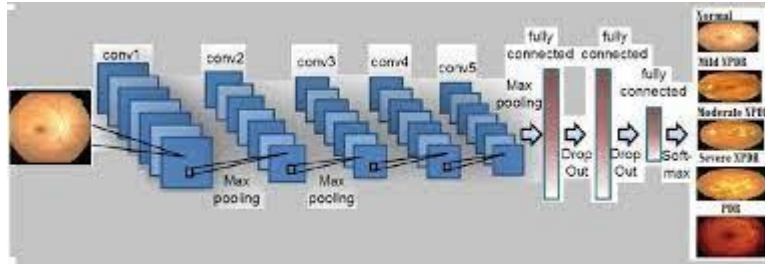 conv1
conv2
conv3
conv4
conv5
Max
pooling
Max
pooling
Max
pooling
fully
connected
Drop
Out
fully
connected
Drop
Out
fully
connected
Soft-
max
Normal
Mild NPDR
Moderate NPD
Severe NPDR
PDR